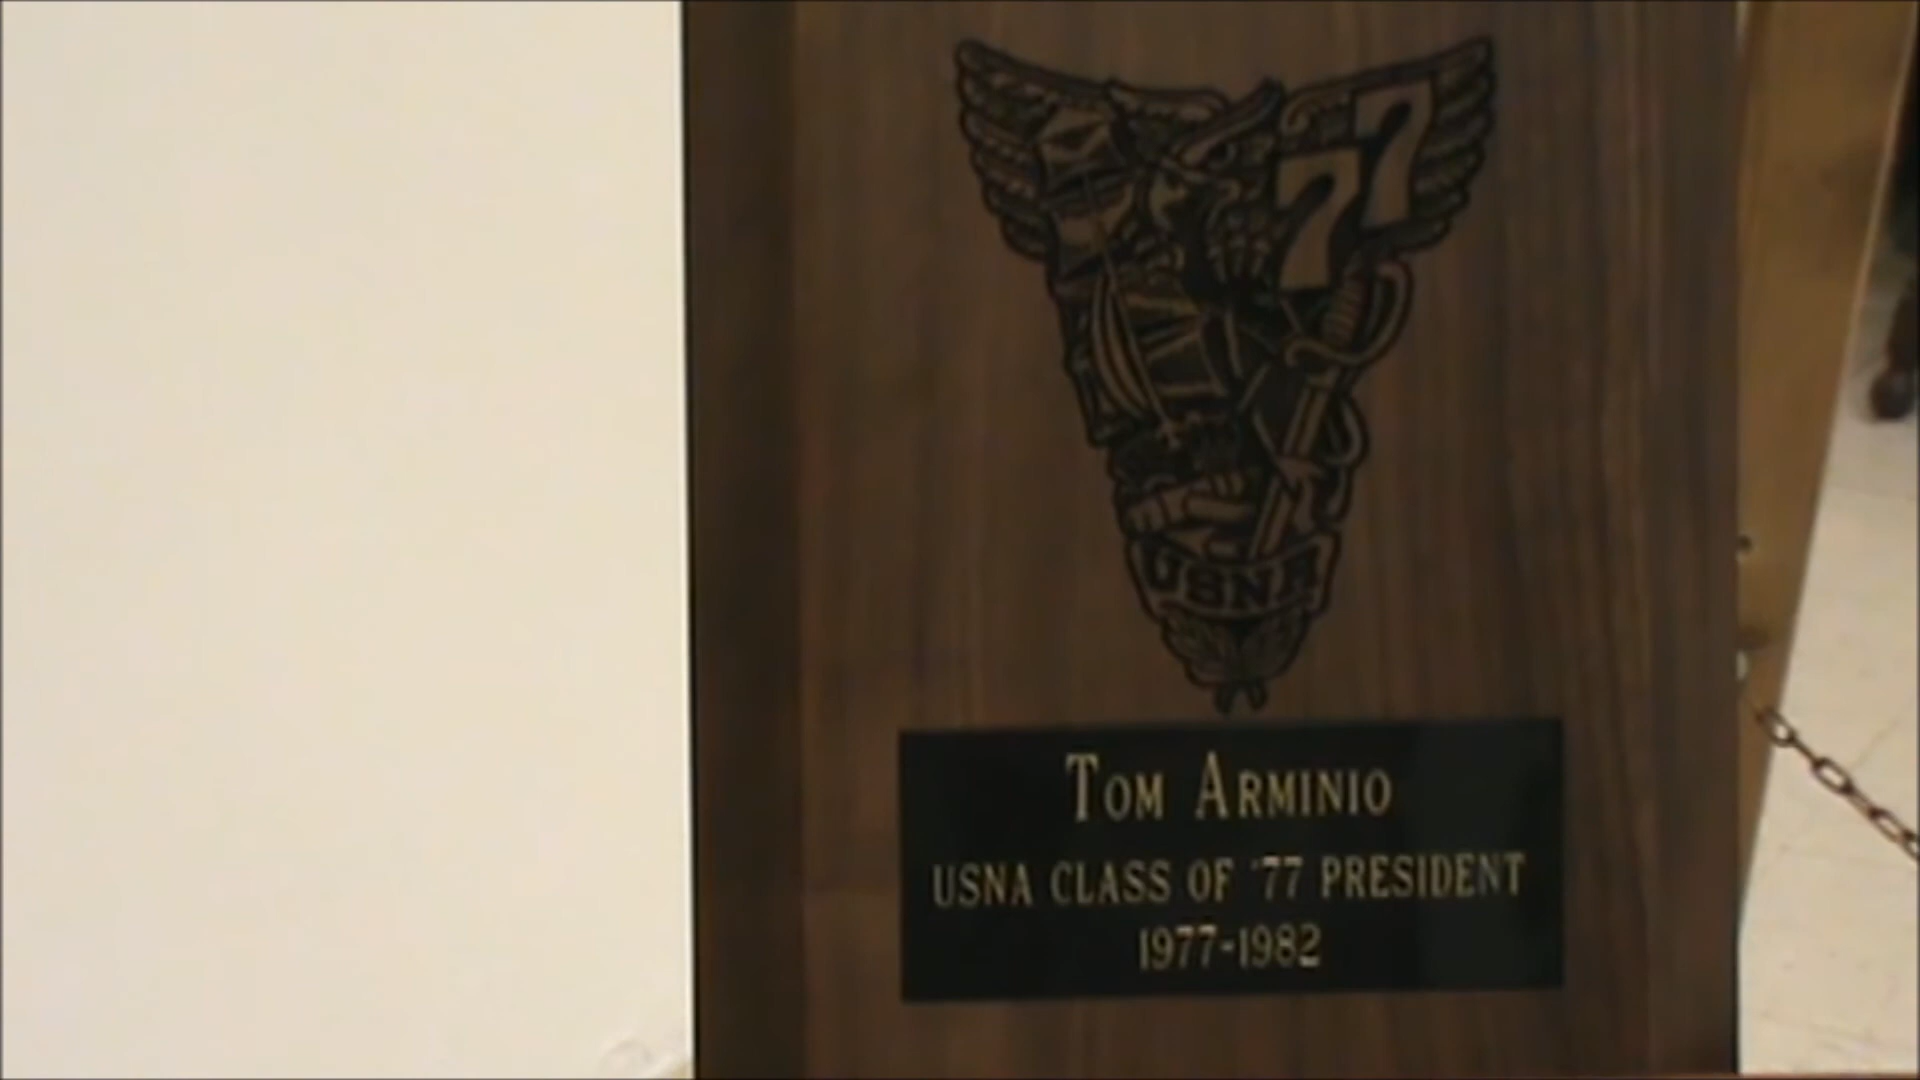 77
USNA
TOM ARMINIO
USNA CLASS OF '77 PRESIDENT
1977-1982